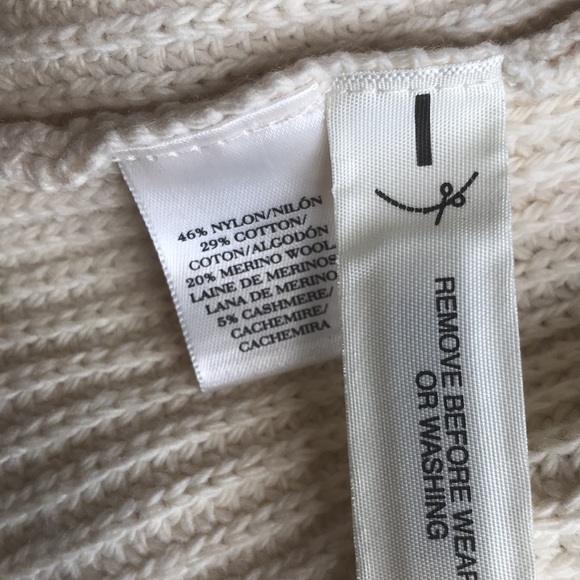 46% NYLON/NILÓN
29% COTTON/
COTON/ALGODÓN
20% MERINO WOOL
LAINE DE MERINOS
LANA DE MERINO
5% CASHMERE/
CACHEMIRE/
CACHEMIRA
REMOVE BEFORE WEAR
OR WASHING